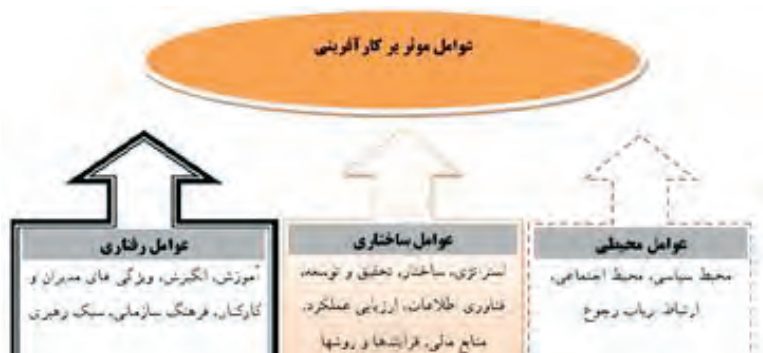 عوامل موثر بر کارآفرینی
عوامل محیطی
محیط سیاسی، محیط اجتماعی،
ارتباط ارباب رجوع
عوامل ساختاری
استراتژی، ساختار، تحقیق و توسعه،
فناوری اطلاعات، ارزیابی عملکرد،
منابع مالی، فرآیندها و روشها
عوامل رفتاری
آموزش، انگیزش، ویژگی های مدیران و
کارکنان، فرهنگ سازمانی، سبک رهبری